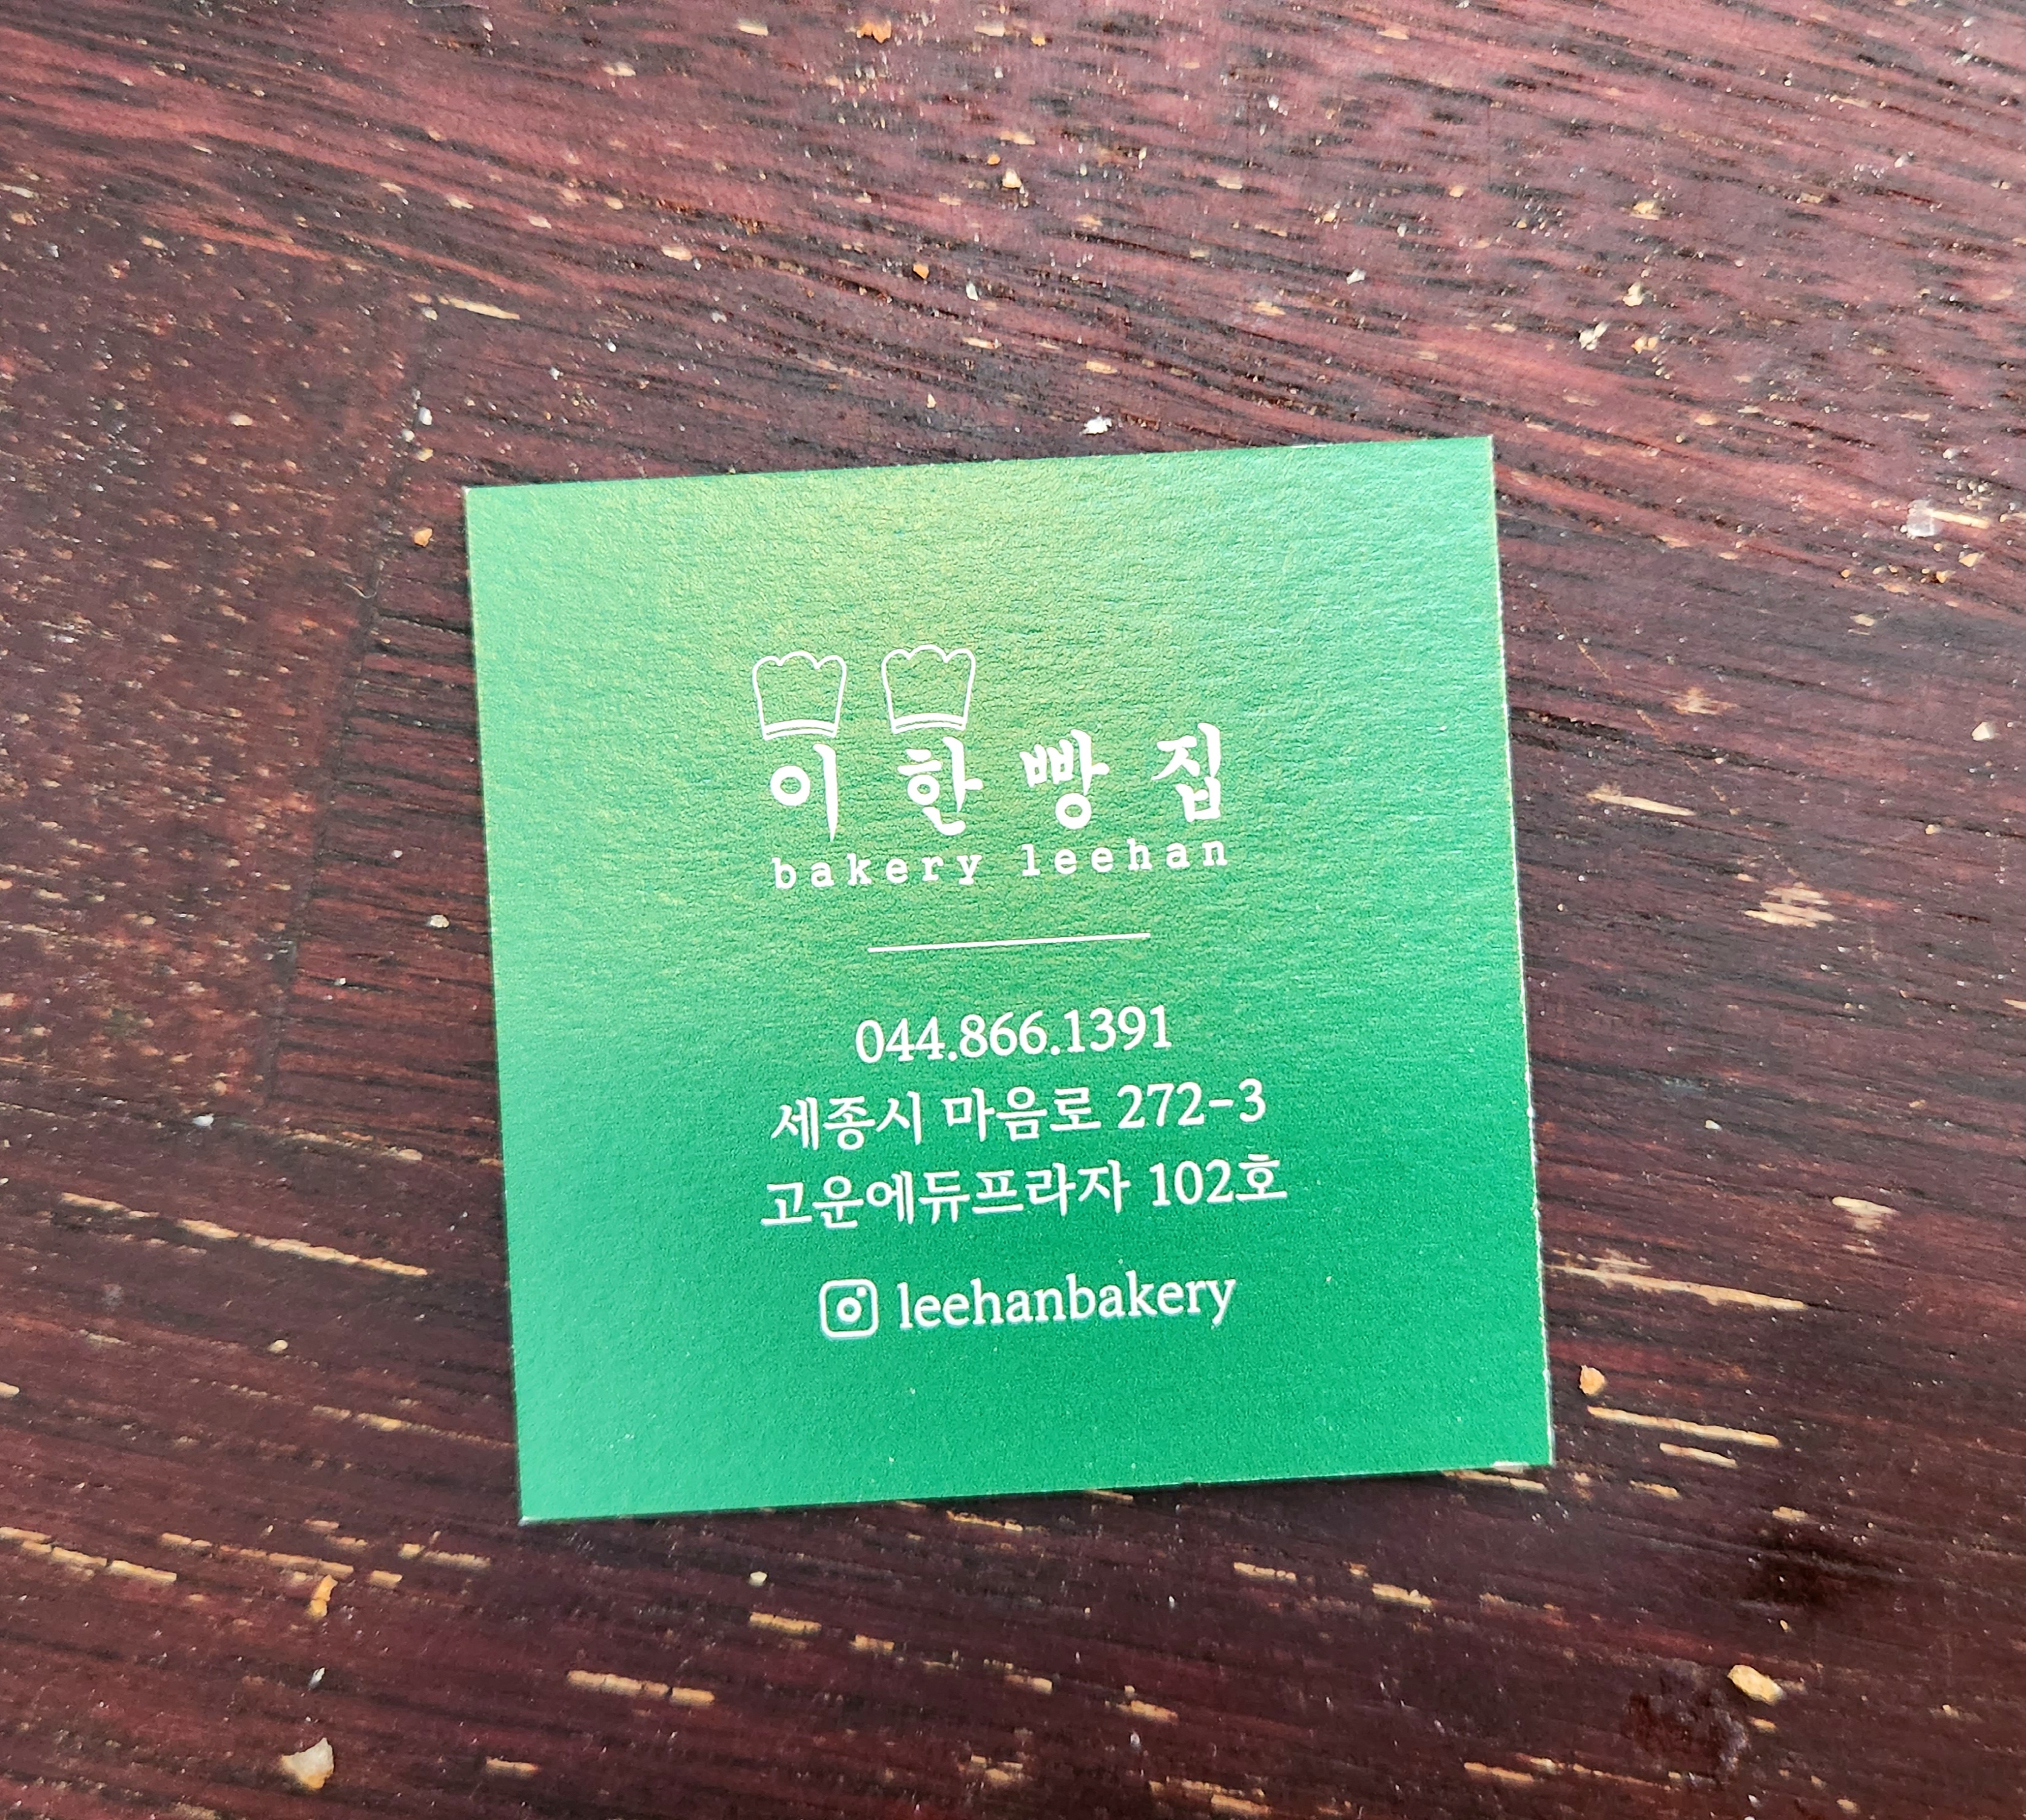 이한빵집
bakery leehan
044.866.1391
세종시 마음로 272-3
고운에듀프라자 102호
leehanbakery